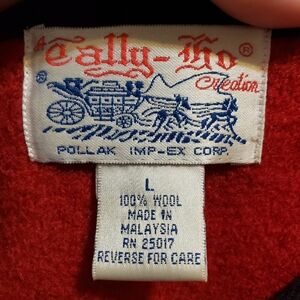 A
Tally-Ho®
Creation
POLLAK IMP-EX CORP.
L
100% WOOL
MADE IN
MALAYSIA
RN 25017
REVERSE FOR CARE